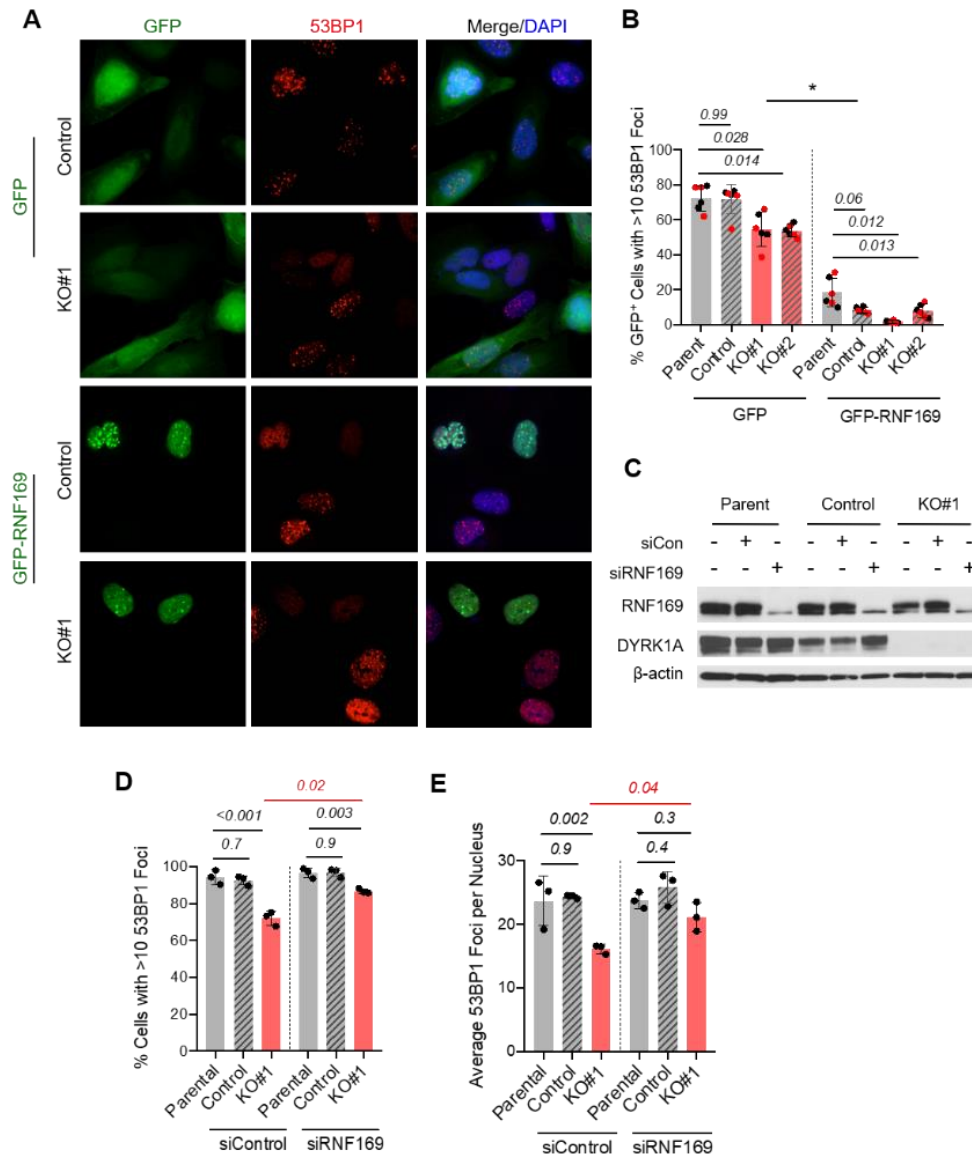 A
GFP
53BP1
Merge/DAPI
GFP
Control
KO#1
GFP-RNF169
Control
KO#1
B
*
0.99
0.028
0.014
0.06
0.012
0.013
% GFP+ Cells with >10 53BP1 Foci
100
80
60
40
20
0
Parent
Control
KO#1
KO#2
Parent
Control
KO#1
KO#2
GFP
GFP-RNF169
C
Parent Control KO#1
siCon - + - - + - - + -
siRNF169 - - + - - + - - +
RNF169
DYRK1A
β-actin
D
0.02
<0.001
0.003
0.7
0.9
% Cells with >10 53BP1 Foci
100
80
60
40
20
0
Parental
Control
KO#1
Parental
Control
KO#1
siControl
siRNF169
E
0.04
0.002
0.3
0.9
0.4
Average 53BP1 Foci per Nucleus
30
20
10
0
Parental
Control
KO#1
Parental
Control
KO#1
siControl
siRNF169